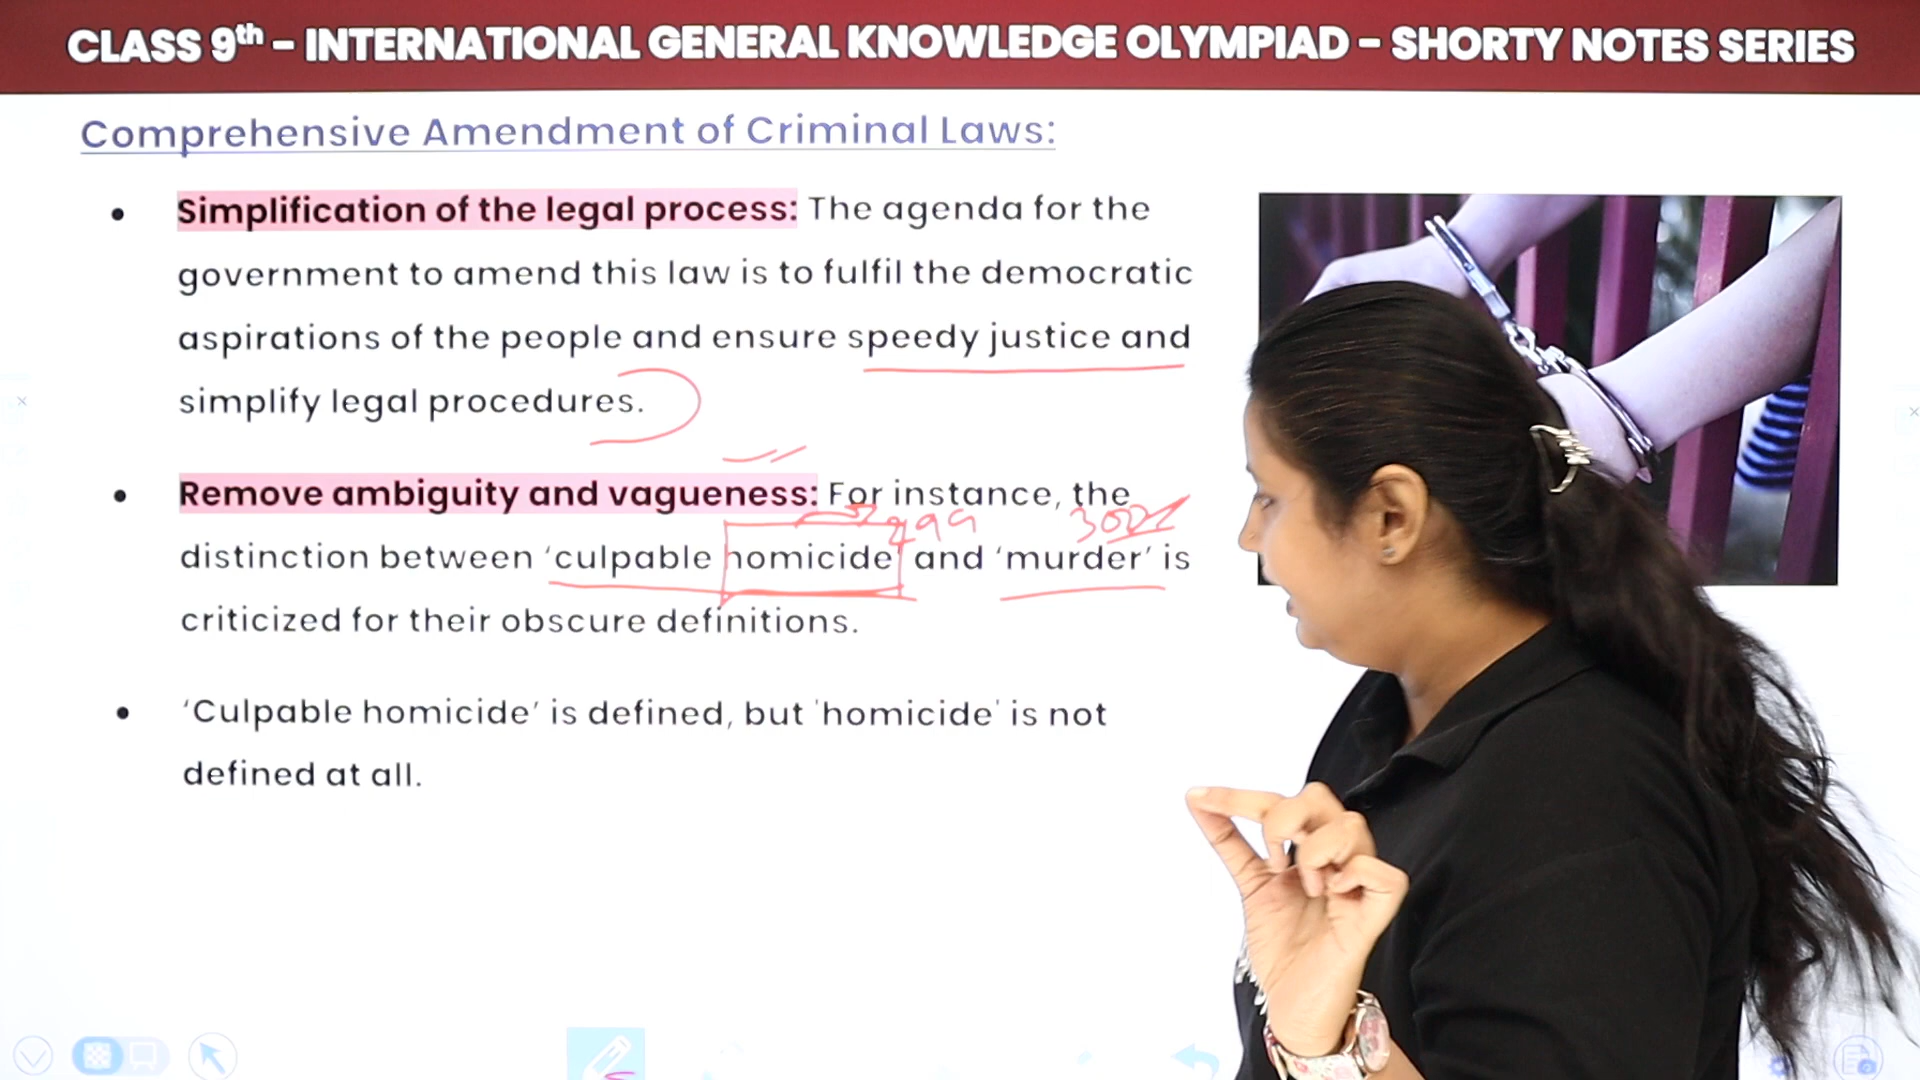 CLASS 9th – INTERNATIONAL GENERAL KNOWLEDGE OLYMPIAD – SHORTY NOTES SERIES
Comprehensive Amendment of Criminal Laws:
• Simplification of the legal process: The agenda for the
government to amend this law is to fulfil the democratic
aspirations of the people and ensure speedy justice and
simplify legal procedures.
• Remove ambiguity and vagueness: For instance, the
299
distinction between ‘culpable homicide’ and ‘murder’ is
criticized for their obscure definitions.
• ‘Culpable homicide’ is defined, but 'homicide' is not
defined at all.